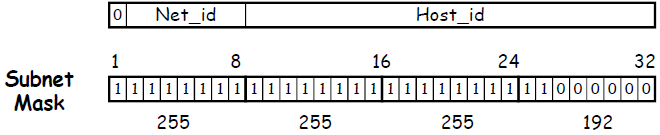 0 Net_id Host_id
1 8 16 24 32
Subnet
Mask
1 1 1 1 1 1 1 1 1 1 1 1 1 1 1 1 1 1 1 1 1 1 1 1 1 1 0 0 0 0 0 0
255 255 255 192